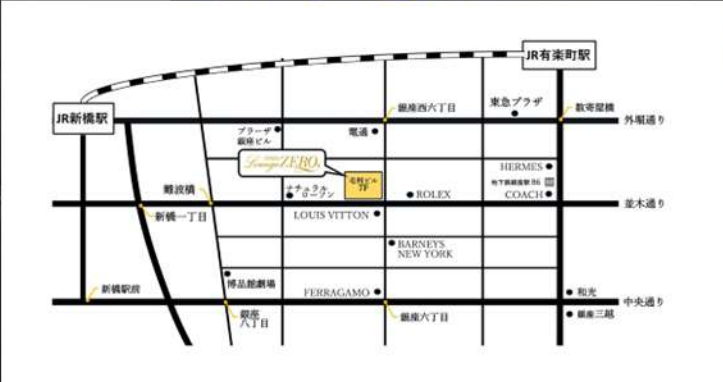 JR有楽町駅
JR新橋駅
銀座西六丁目
東急プラザ
数寄屋橋
外堀通り
プラーザ
銀座ビル
電通
Lounge ZERO
7F
HERMES
地下鉄銀座駅 B6
難波橋
ナチュラル
ローソン
ROLEX
COACH
並木通り
新橋一丁目
LOUIS VITTON
BARNEYS
NEW YORK
博品館劇場
新橋駅前
FERRAGAMO
和光
中央通り
銀座
八丁目
銀座六丁目
銀座三越